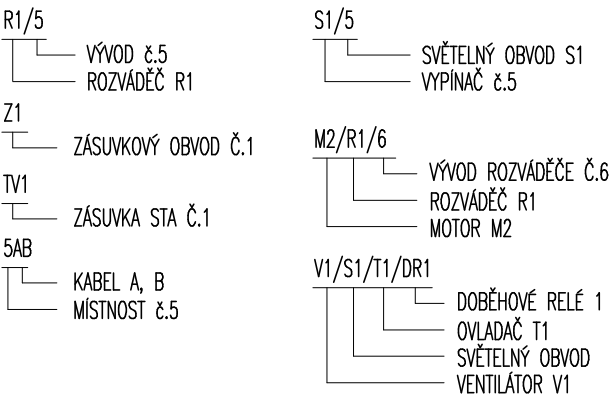 R1/5
VÝVOD č.5
ROZVÁDĚČ R1
Z1
ZÁSUVKOVÝ OBVOD Č.1
TV1
ZÁSUVKA STA Č.1
5AB
KABEL A, B
MÍSTNOST č.5
S1/5
SVĚTELNÝ OBVOD S1
VYPÍNAČ č.5
M2/R1/6
VÝVOD ROZVÁDĚČE Č.6
ROZVÁDĚČ R1
MOTOR M2
V1/S1/T1/DR1
DOBĚHOVÉ RELÉ 1
OVLADAČ T1
SVĚTELNÝ OBVOD
VENTILÁTOR V1